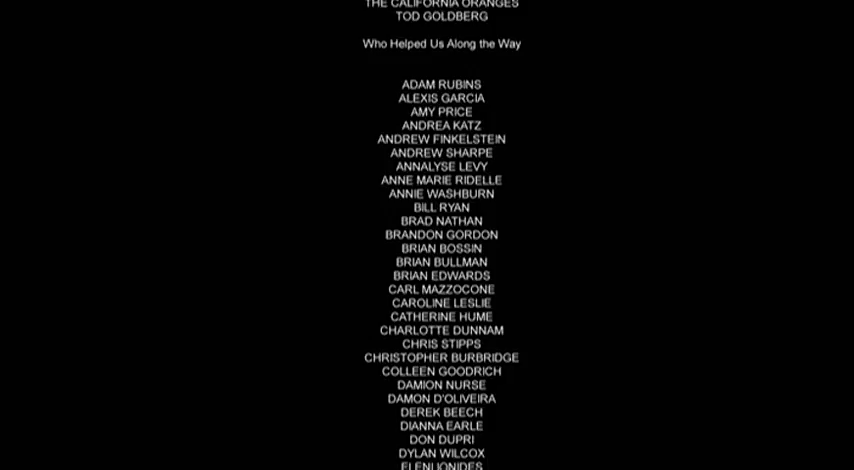 THE CALIFORNIA ORANGES
TOD GOLDBERG
Who Helped Us Along the Way
ADAM RUBINS
ALEXIS GARCIA
AMY PRICE
ANDREA KATZ
ANDREW FINKELSTEIN
ANDREW SHARPE
ANNALYSE LEVY
ANNE MARIE RIDELLE
ANNIE WASHBURN
BILL RYAN
BRAD NATHAN
BRANDON GORDON
BRIAN BOSSIN
BRIAN BULLMAN
BRIAN EDWARDS
CARL MAZZOCONE
CAROLINE LESLIE
CATHERINE HUME
CHARLOTTE DUNNAM
CHRIS STIPPS
CHRISTOPHER BURBRIDGE
COLLEEN GOODRICH
DAMION NURSE
DAMON D'OLIVEIRA
DEREK BEECH
DIANNA EARLE
DON DUPRI
DYLAN WILCOX
ELENI IONIDES